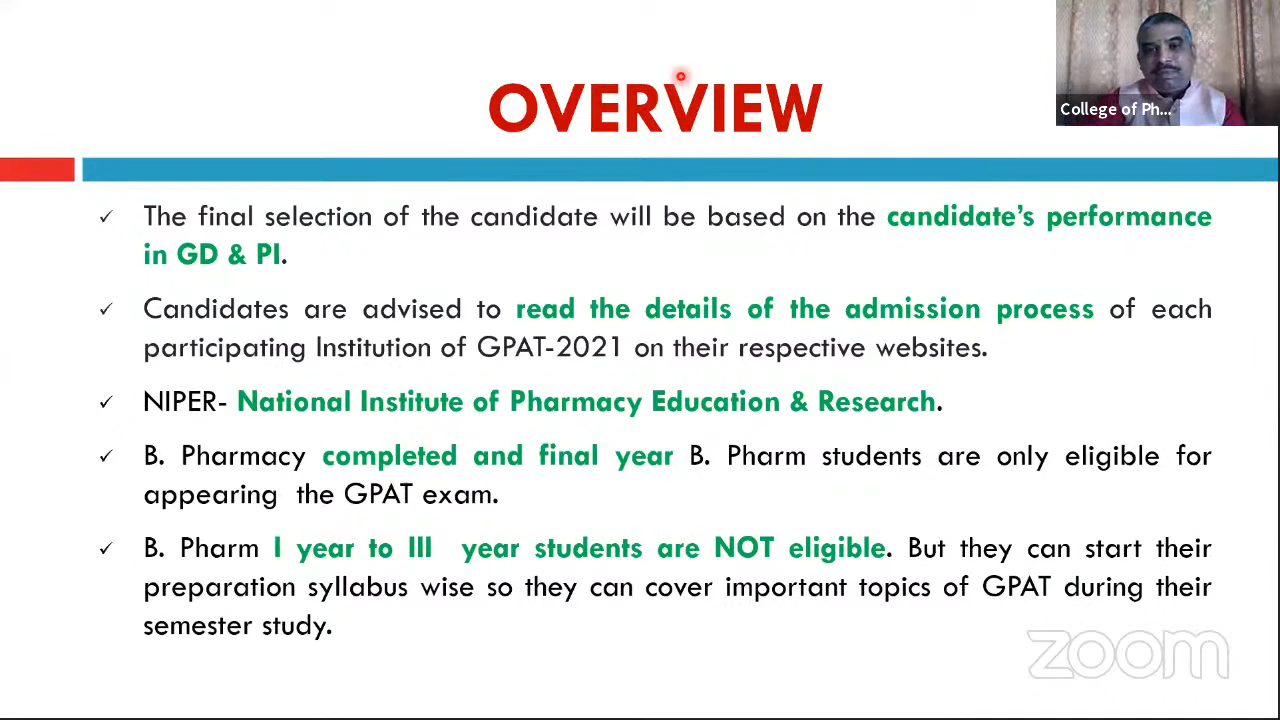 OVERVIEW
College of Ph...
✓ The final selection of the candidate will be based on the candidate’s performance
in GD & PI.
✓ Candidates are advised to read the details of the admission process of each
participating Institution of GPAT-2021 on their respective websites.
✓ NIPER- National Institute of Pharmacy Education & Research.
✓ B. Pharmacy completed and final year B. Pharm students are only eligible for
appearing the GPAT exam.
✓ B. Pharm I year to III year students are NOT eligible. But they can start their
preparation syllabus wise so they can cover important topics of GPAT during their
semester study.
zoom